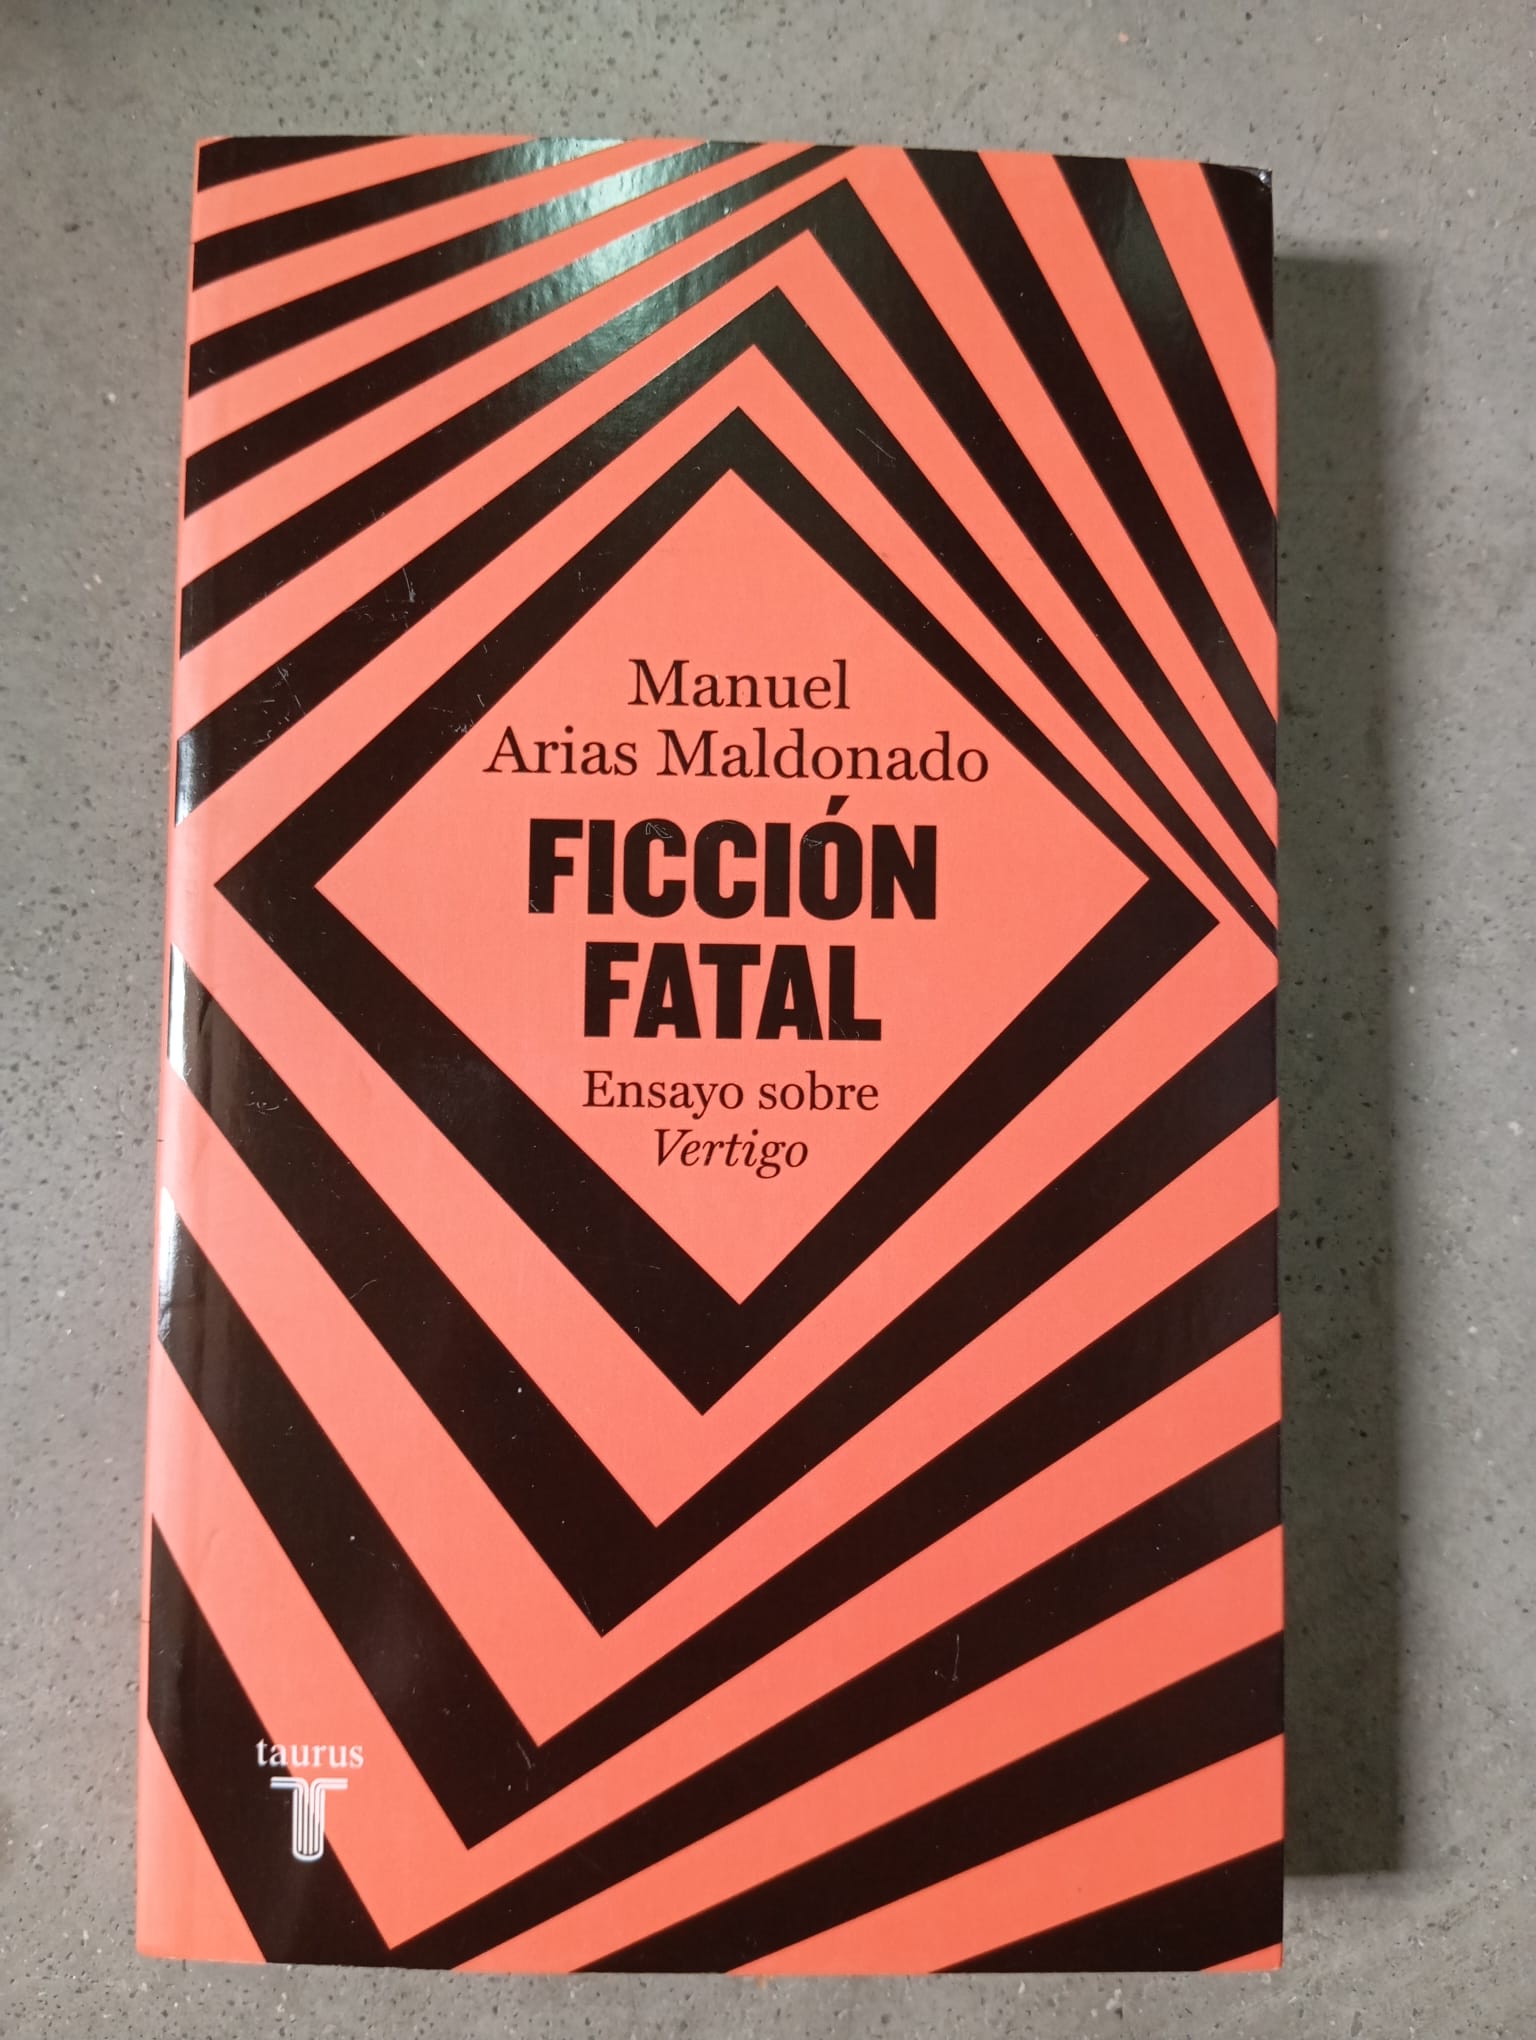 Manuel
Arias Maldonado
FICCIÓN
FATAL
Ensayo sobre
Vertigo
taurus